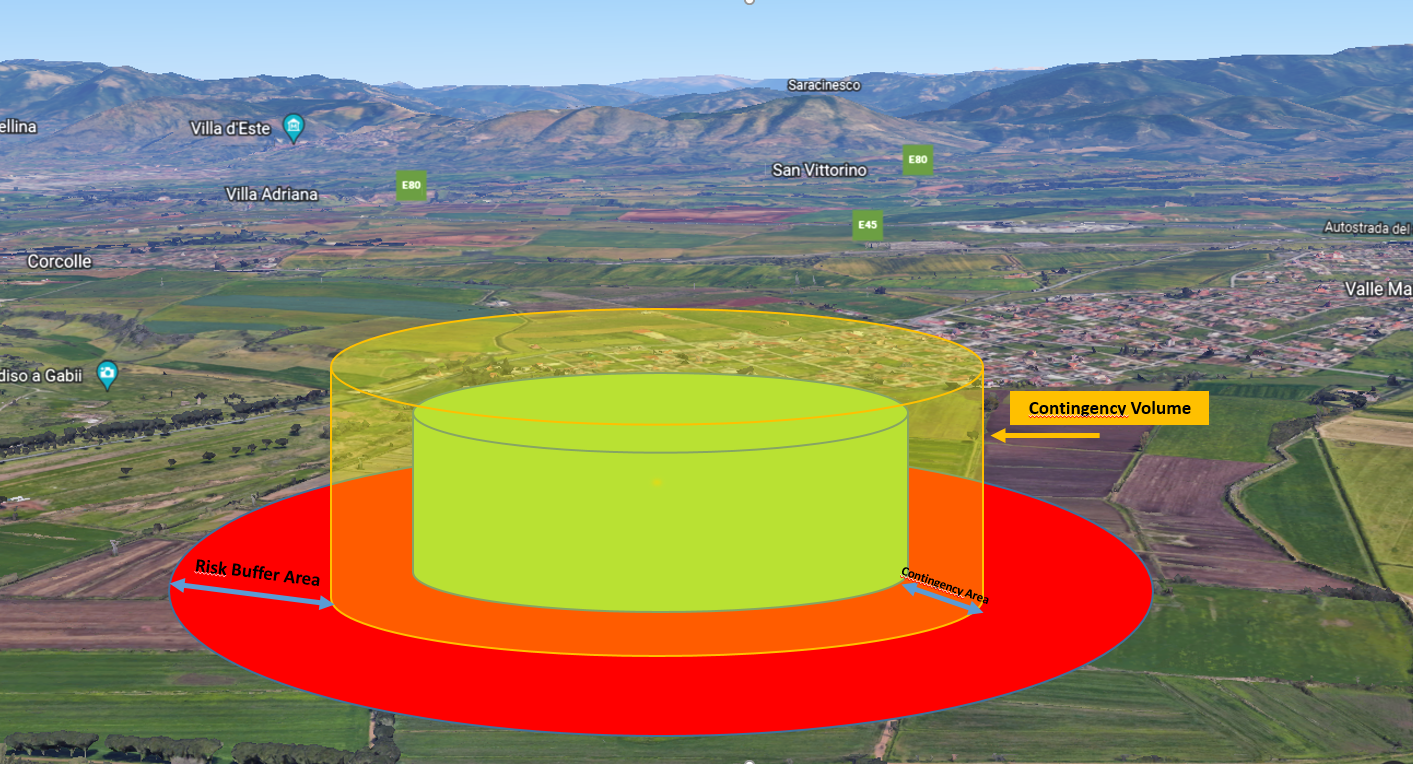 Saracinesco
ellina
Villa d'Este
E80
San Vittorino
E80
Villa Adriana
E45
Autostrada del
Corcolle
Valle Ma
diso a Gabii
Contingency Volume
Risk Buffer Area
Contingency Area